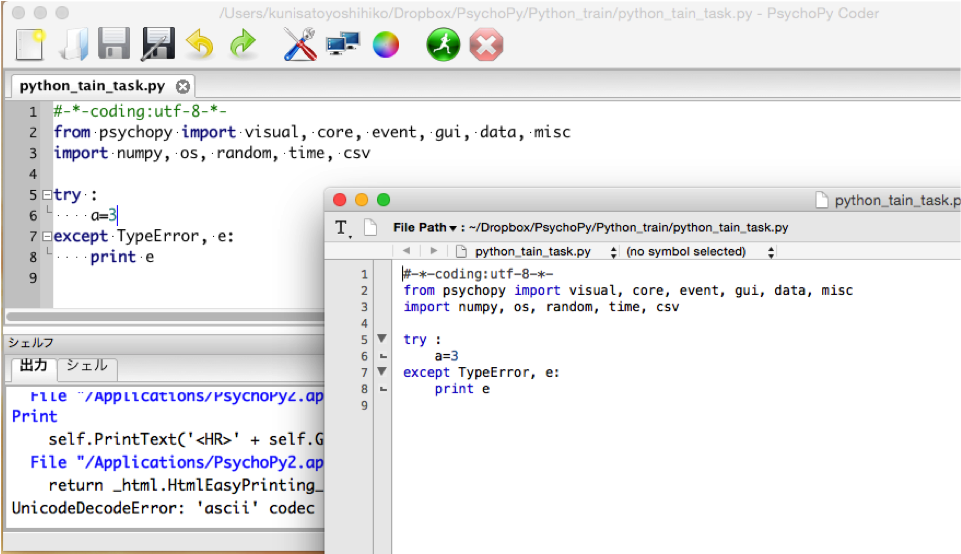 /Users/kunisatoyoshihiko/Dropbox/PsychoPy/Python_train/python_tain_task.py - PsychoPy Coder
python_tain_task.py
1 #-*-coding:utf-8-*-
2 from psychopy import visual, core, event, gui, data, misc
3 import numpy, os, random, time, csv
4
5 try :
6 a=3
7 except TypeError, e:
8 print e
9
シェルフ
出力 シェル
File "/Applications/PsychoPy2.ap
Print
self.PrintText('<HR>' + self.G
File "/Applications/PsychoPy2.ap
return _html.HtmlEasyPrinting_
UnicodeDecodeError: 'ascii' codec
python_tain_task.p
T. File Path ▾ : ~/Dropbox/PsychoPy/Python_train/python_tain_task.py
python_tain_task.py (no symbol selected)
1 #-*-coding:utf-8-*-
2 from psychopy import visual, core, event, gui, data, misc
3 import numpy, os, random, time, csv
4
5 try :
6 a=3
7 except TypeError, e:
8 print e
9